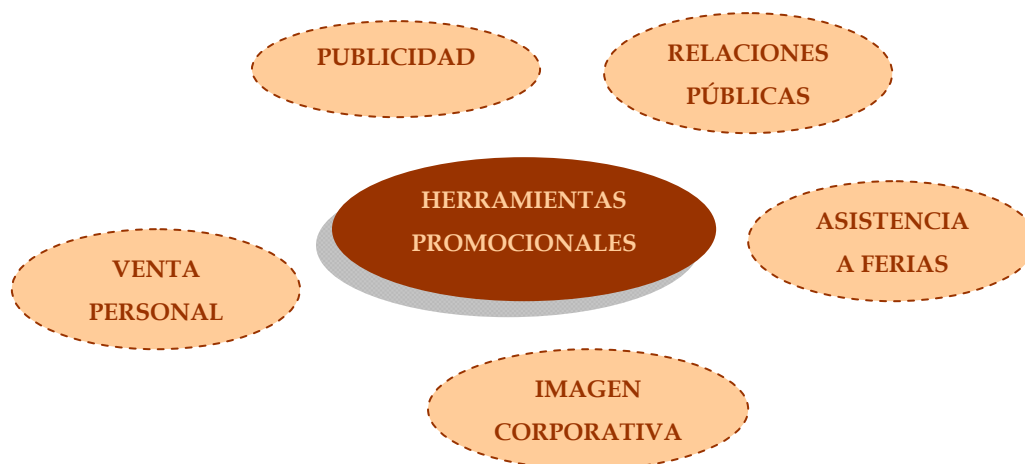 PUBLICIDAD
RELACIONES
PÚBLICAS
HERRAMIENTAS
PROMOCIONALES
ASISTENCIA
A FERIAS
VENTA
PERSONAL
IMAGEN
CORPORATIVA